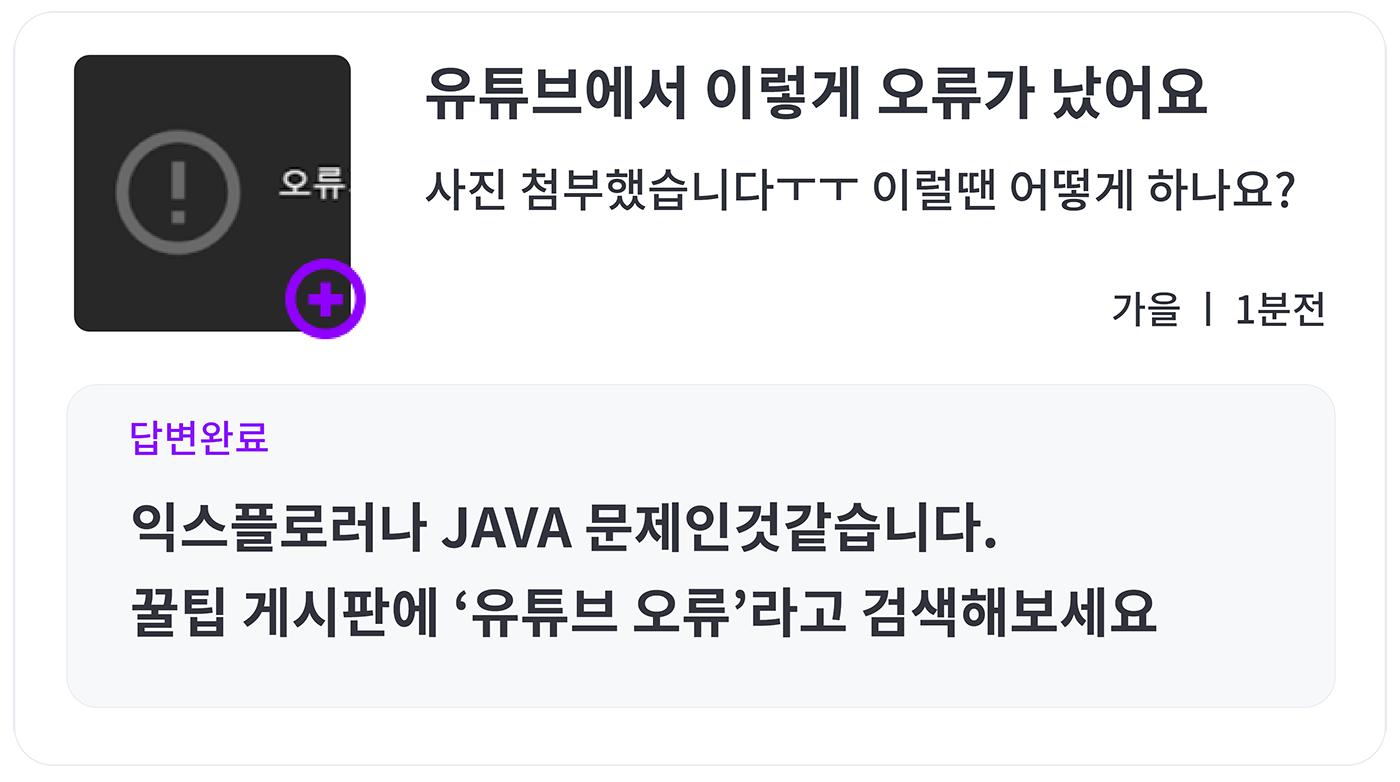 유튜브에서 이렇게 오류가 났어요
오류
사진 첨부했습니다ㅜㅜ 이럴땐 어떻게 하나요?
가을 ㅣ 1분전
답변완료
익스플로러나 JAVA 문제인것같습니다.
꿀팁 게시판에 ‘유튜브 오류’라고 검색해보세요